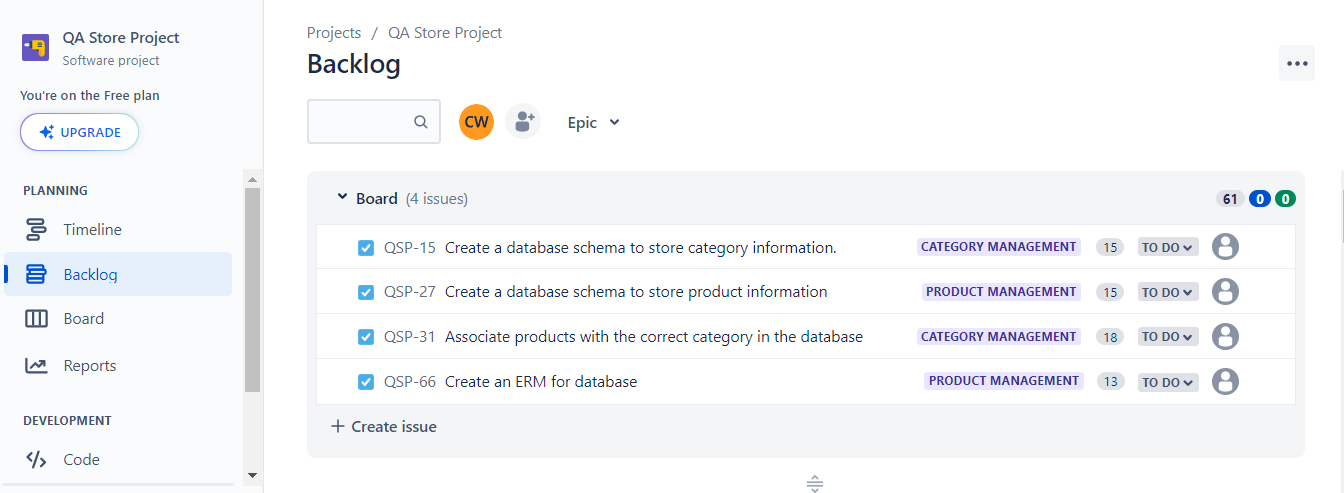 QA Store Project
Software project
You're on the Free plan
UPGRADE
PLANNING
Timeline
Backlog
Board
Reports
DEVELOPMENT
Code
Projects / QA Store Project
Backlog
CW
Epic
Board (4 issues) 61 0 0
QSP-15 Create a database schema to store category information. CATEGORY MANAGEMENT 15 TO DO
QSP-27 Create a database schema to store product information PRODUCT MANAGEMENT 15 TO DO
QSP-31 Associate products with the correct category in the database CATEGORY MANAGEMENT 18 TO DO
QSP-66 Create an ERM for database PRODUCT MANAGEMENT 13 TO DO
+ Create issue